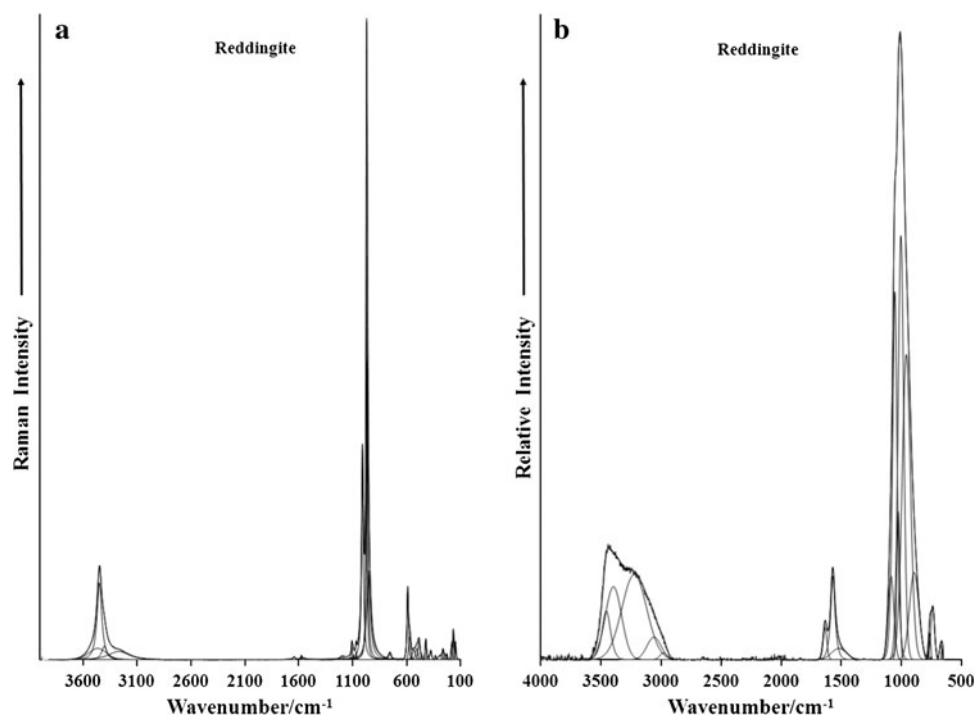 a
Reddingite
Raman Intensity
3600 3100 2100 2100 1600 1100 600 100
Wavenumber/cm-1
b
Reddingite
Relative Intensity
4000 3500 3000 2500 2000 1500 1000 500
Wavenumber/cm-1